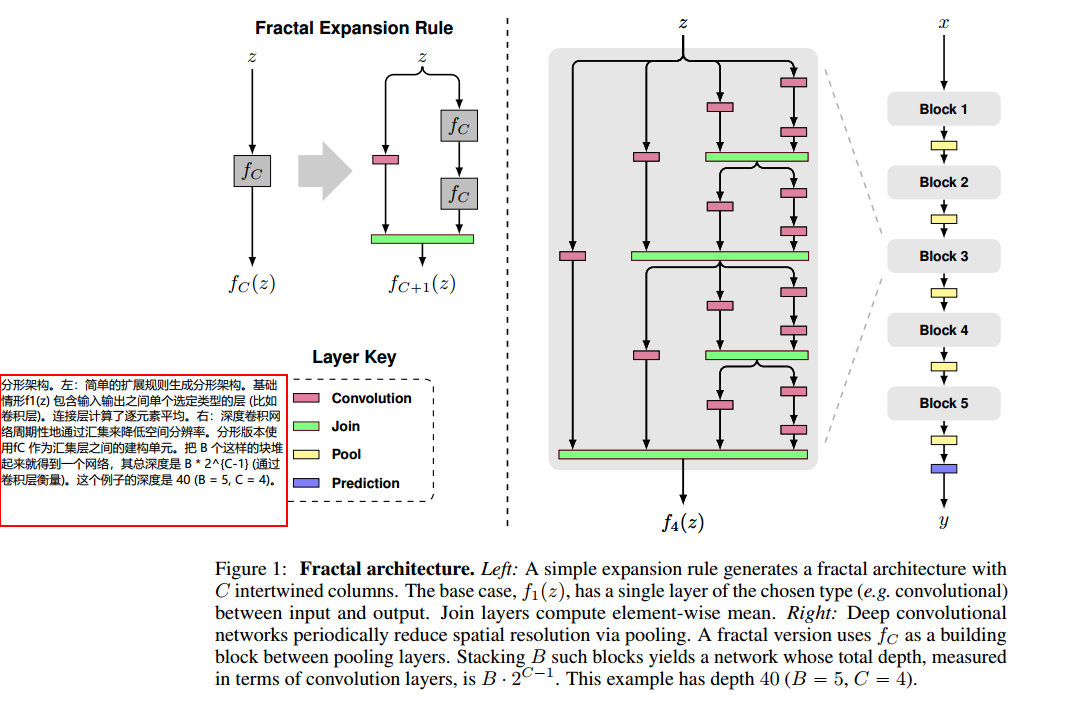 Fractal Expansion Rule
z
f_C
f_C(z)
z
f_C
f_C
f_{C+1}(z)
Layer Key
Convolution
Join
Pool
Prediction
分形架构。左：简单的扩展规则生成分形架构。基础
情形f1(z) 包含输入输出之间单个选定类型的层 (比如
卷积层)。连接层计算了逐元素平均。右：深度卷积网
络周期性地通过汇集来降低空间分辨率。分形版本使
用fC 作为汇集层之间的建构单元。把 B 个这样的块堆
起来就得到一个网络，其总深度是 B * 2^{C-1} (通过
卷积层衡量)。这个例子的深度是 40 (B = 5, C = 4)。
z
f_4(z)
x
Block 1
Block 2
Block 3
Block 4
Block 5
y
Figure 1: Fractal architecture. Left: A simple expansion rule generates a fractal architecture with
C intertwined columns. The base case, f_1(z), has a single layer of the chosen type (e.g. convolutional)
between input and output. Join layers compute element-wise mean. Right: Deep convolutional
networks periodically reduce spatial resolution via pooling. A fractal version uses f_C as a building
block between pooling layers. Stacking B such blocks yields a network whose total depth, measured
in terms of convolution layers, is B · 2^{C−1}. This example has depth 40 (B = 5, C = 4).